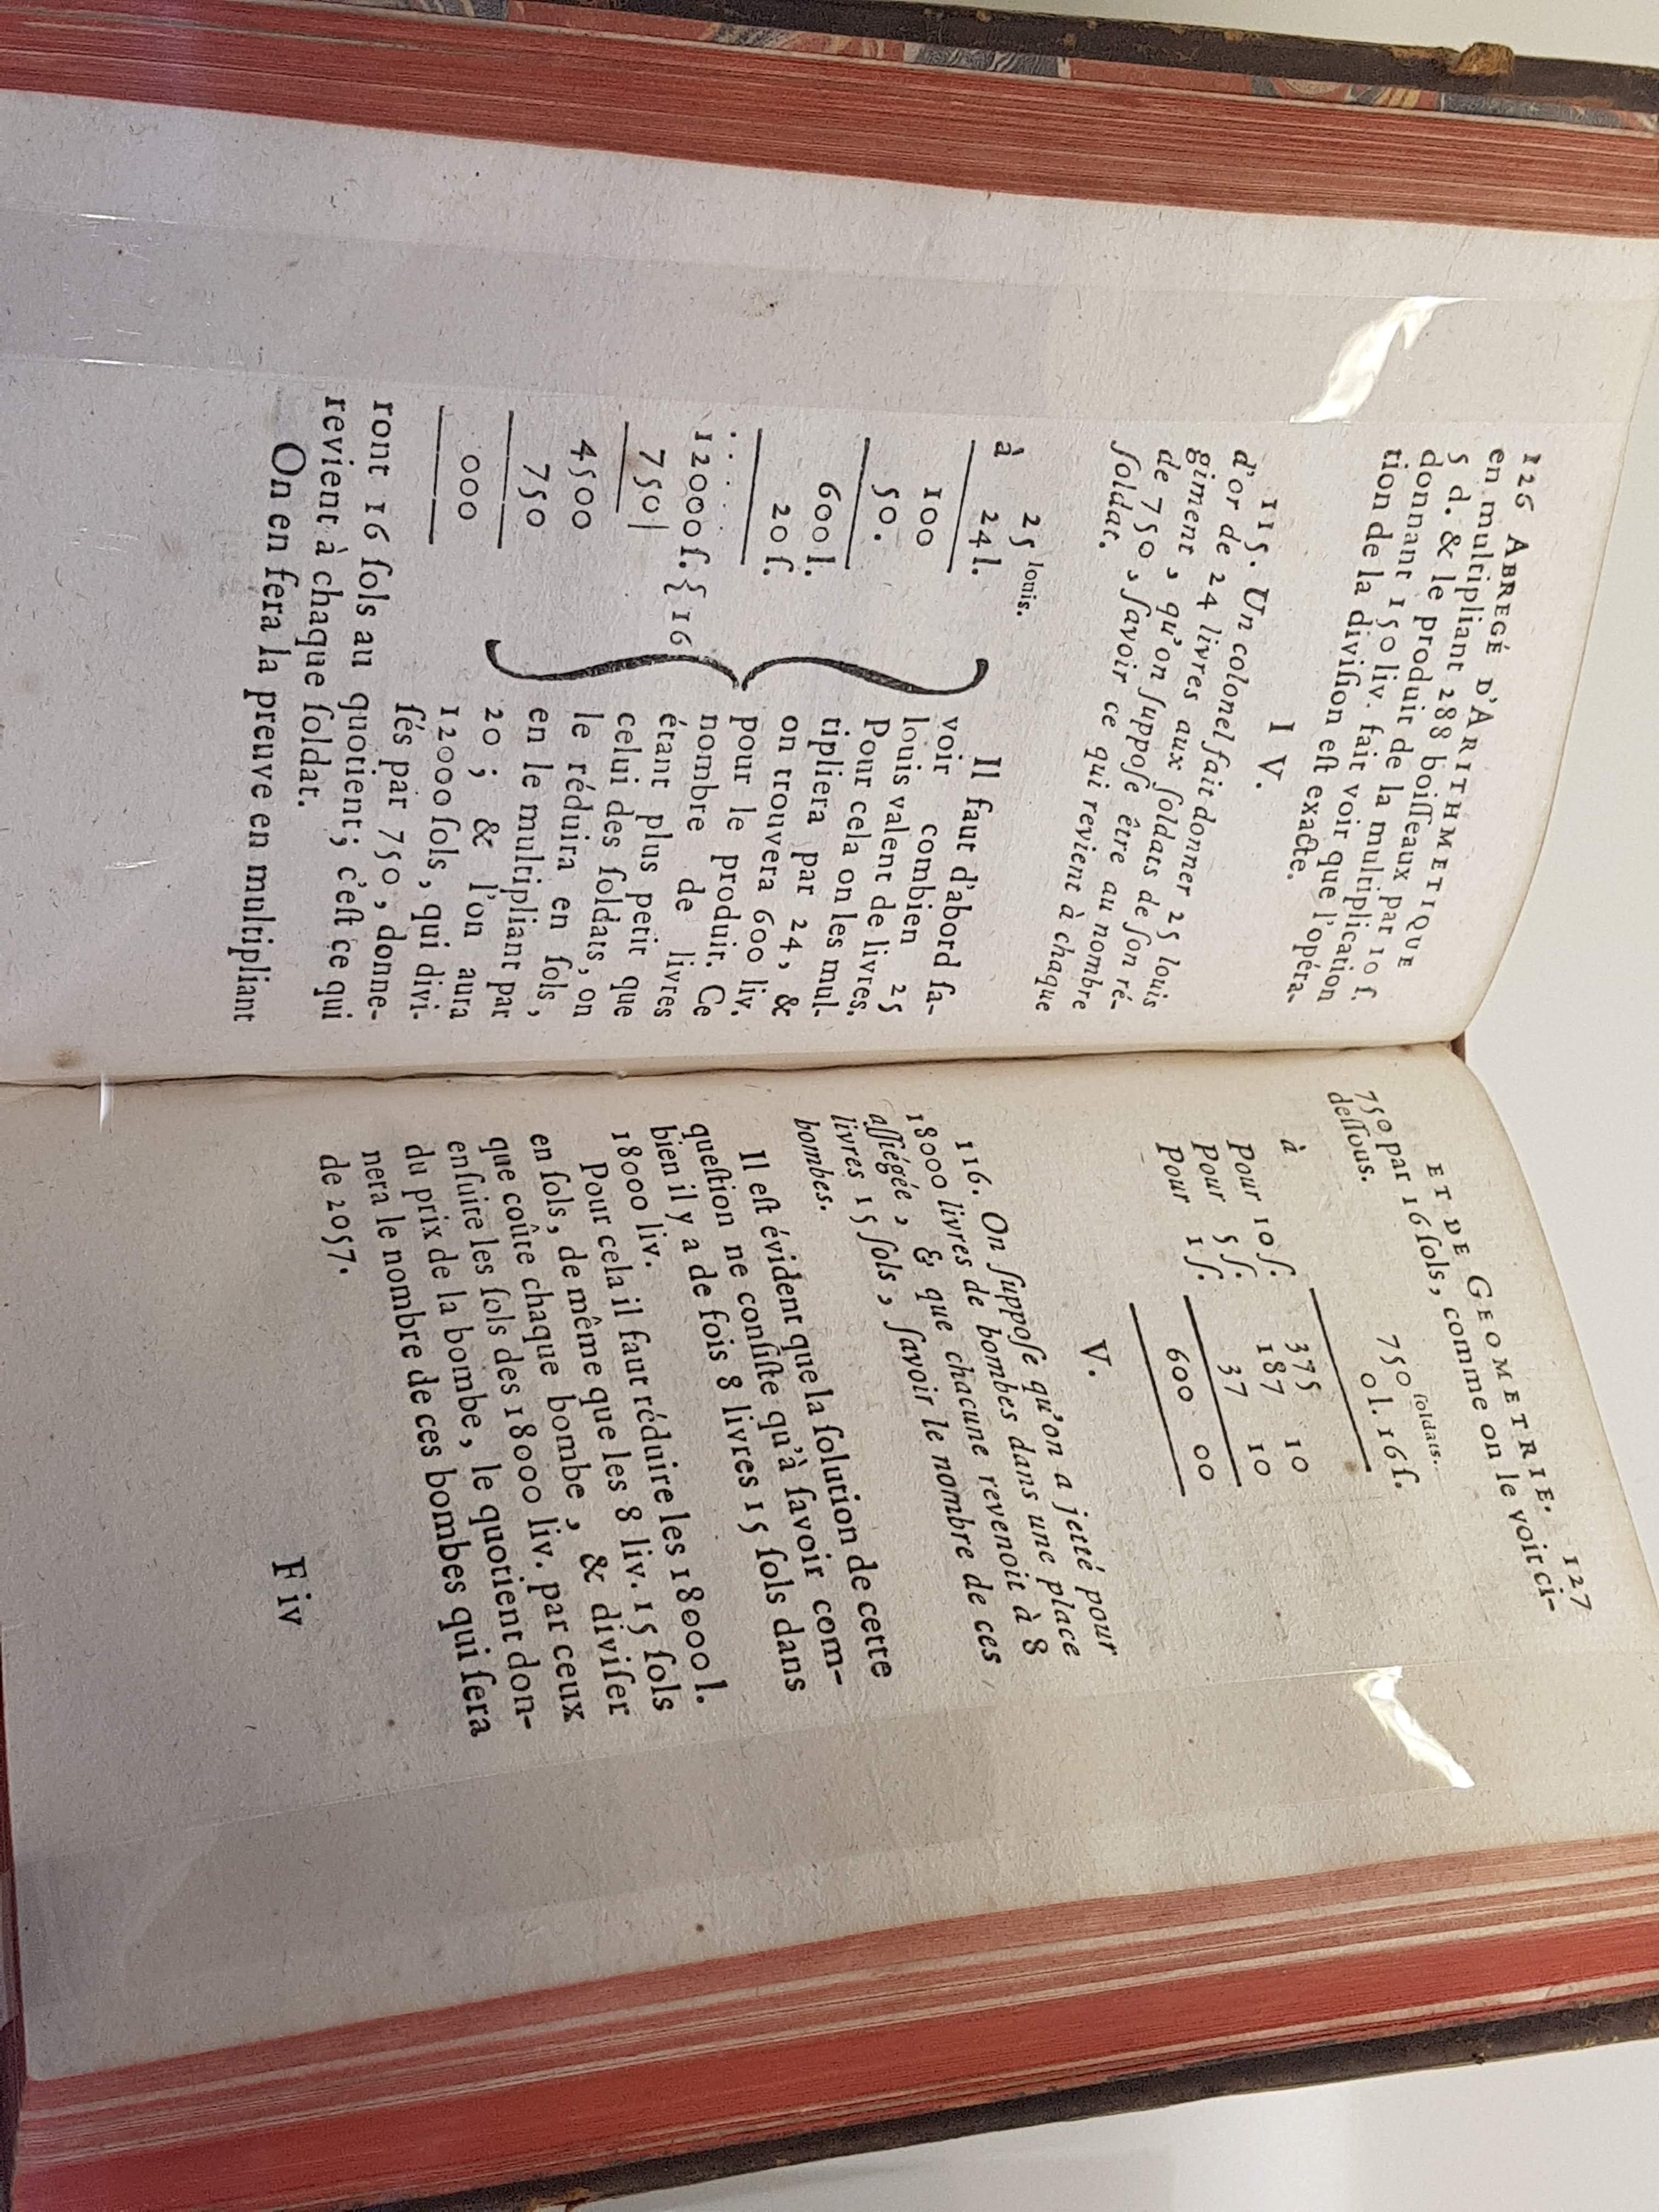 126 ABREGÉ D'ARITHMETIQUE
en multipliant 288 boiſſeaux par 10 ſ.
5 d. & le produit de la multiplication
donnant 150 liv. fait voir que l'opéra-
tion de la diviſion eſt exacte.
IV.
115. Un colonel fait donner 25 louis
d'or de 24 livres aux ſoldats de ſon ré-
giment, qu'on ſuppoſe être au nombre
de 750, ſavoir ce qui revient à chaque
ſoldat.
25 louis.
à 24 l.
100
50.
600 l.
20 ſ.
12000 ſ. { 16
. . . .
750 |
4500
750
000
Il faut d'abord ſa-
voir combien 25
louis valent de livres.
Pour cela on les mul-
tipliera par 24, &
on trouvera 600 liv.
pour le produit. Ce
nombre de livres
étant plus petit que
celui des ſoldats, on
le réduira en ſols,
en le multipliant par
20; & l'on aura
12000 ſols, qui divi-
ſés par 750, donne-
ront 16 ſols au quotient; c'eſt ce qui
revient à chaque ſoldat.
On en fera la preuve en multipliant
ET DE GEOMETRIE. 127
750 par 16 ſols, comme on le voit ci-
deſſous.
750 ſoldats.
à 0 l. 16 ſ.
Pour 10 ſ. 375
Pour 5 ſ. 187 10
Pour 1 ſ. 37 10
600 00
V.
116. On ſuppoſe qu'on a jetté pour
18000 livres de bombes dans une place
aſſiégée, & que chacune revenoit à 8
livres 15 ſols, ſavoir le nombre de ces
bombes.
Il eſt évident que la ſolution de cette
queſtion ne conſiſte qu'à ſavoir com-
bien il y a de fois 8 livres 15 ſols dans
18000 liv.
Pour cela il faut réduire les 18000 l.
en ſols, de même que les 8 liv. 15 ſols
que coûte chaque bombe, & diviſer
enſuite les ſols des 18000 liv. par ceux
du prix de la bombe, le quotient don-
nera le nombre de ces bombes qui ſera
de 2057.
F iv